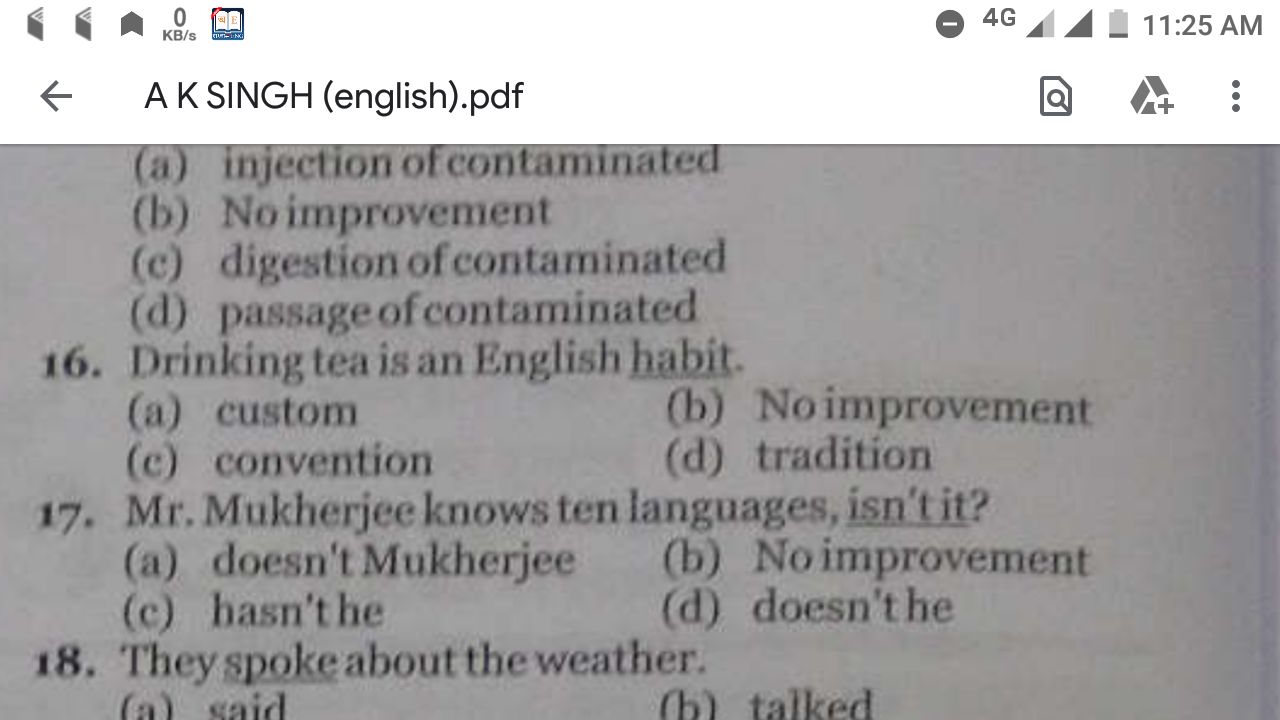 0
KB/s
4G
11:25 AM
A K SINGH (english).pdf
(a) injection of contaminated
(b) No improvement
(c) digestion of contaminated
(d) passage of contaminated
16. Drinking tea is an English habit.
(a) custom (b) No improvement
(c) convention (d) tradition
17. Mr. Mukherjee knows ten languages, isn't it?
(a) doesn't Mukherjee (b) No improvement
(c) hasn't he (d) doesn't he
18. They spoke about the weather.
(a) said (b) talked